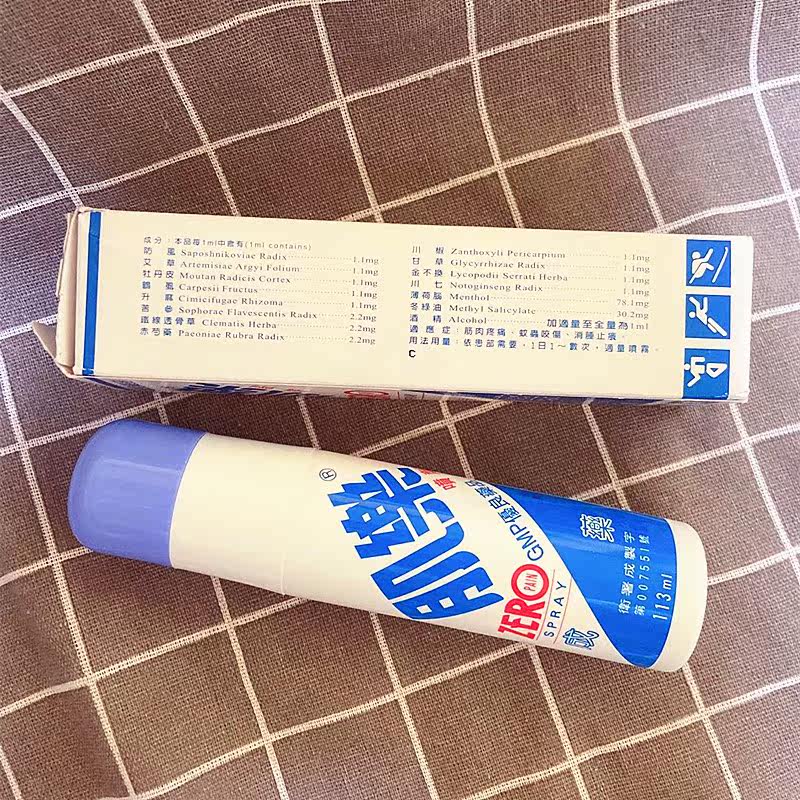 成分：本品每1ml中含有(1ml contains)
防風 Saposhnikoviae Radix 1.1mg
艾草 Artemisiae Argyi Folium 1.1mg
牡丹皮 Moutan Radicis Cortex 1.1mg
鶴虱 Carpesii Fructus 1.1mg
升麻 Cimicifugae Rhizoma 1.1mg
苦參 Sophorae Flavescentis Radix 2.2mg
鐵線透骨草 Clematis Herba 2.2mg
赤芍藥 Paeoniae Rubra Radix 2.2mg
川椒 Zanthoxyli Pericarpium 1.1mg
甘草 Glycyrrhizae Radix 1.1mg
金不換 Lycopodii Serrati Herba 1.1mg
川七 Notoginseng Radix 1.1mg
薄荷腦 Menthol 78.1mg
冬綠油 Methyl Salicylate 30.2mg
酒精 Alcohol 加適量至全量為1ml
適應症：筋肉疼痛、蚊蟲咬傷、消腫止癢。
用法用量：依患部需要，1日1～數次，適量噴霧。
C
肌樂®
噴
GMP優良藥品
ZERO
PAIN
SPRAY
成藥
衛署成製字
第007551號
113ml